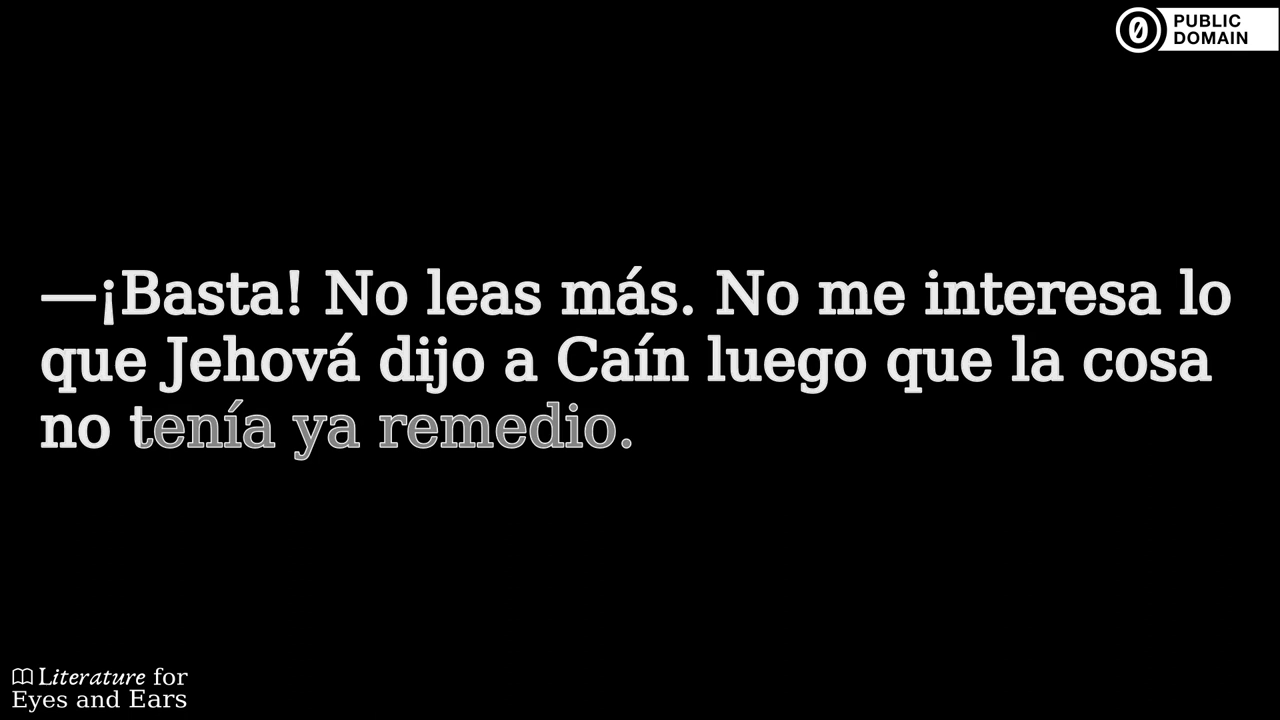 PUBLIC
DOMAIN
—¡Basta! No leas más. No me interesa lo
que Jehová dijo a Caín luego que la cosa
no tenía ya remedio.
Literature for
Eyes and Ears